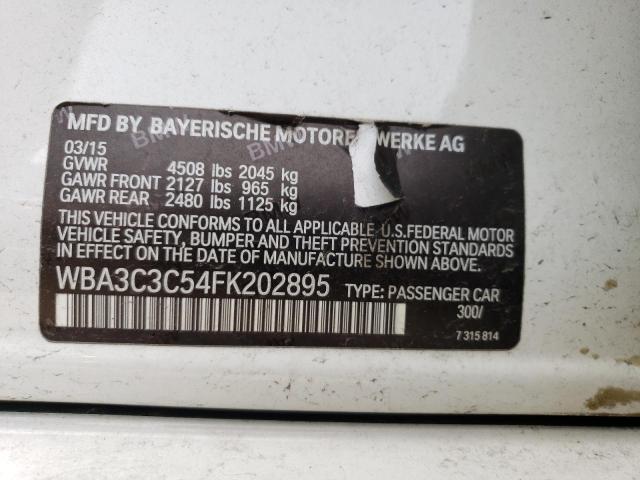 MFD BY BAYERISCHE MOTOREN WERKE AG
03/15
GVWR 4508 lbs 2045 kg
GAWR FRONT 2127 lbs 965 kg
GAWR REAR 2480 lbs 1125 kg
THIS VEHICLE CONFORMS TO ALL APPLICABLE U.S.FEDERAL MOTOR
VEHICLE SAFETY, BUMPER AND THEFT PREVENTION STANDARDS
IN EFFECT ON THE DATE OF MANUFACTURE SHOWN ABOVE.
WBA3C3C54FK202895 TYPE: PASSENGER CAR
300/
7 315 814